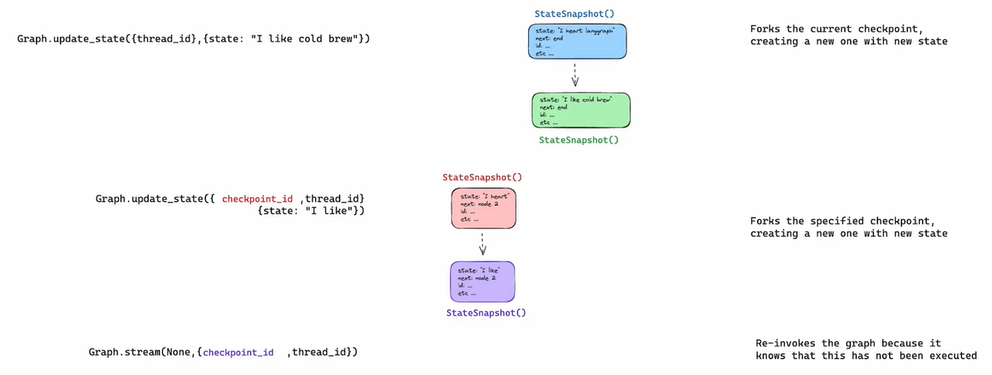 StateSnapshot()
Graph.update_state({thread_id},{state: "I like cold brew"})
state: "I heart langgraph"
next: end
id: ...
etc ...
Forks the current checkpoint,
creating a new one with new state
state: "I like cold brew"
next: end
id: ...
etc ...
StateSnapshot()
StateSnapshot()
Graph.update_state({ checkpoint_id ,thread_id}
{state: "I like"})
state: "I heart"
next: node 2
id: ...
etc ...
Forks the specified checkpoint,
creating a new one with new state
state: "I like"
next: node 2
id: ...
etc ...
StateSnapshot()
Graph.stream(None,{checkpoint_id ,thread_id})
Re-invokes the graph because it
knows that this has not been executed